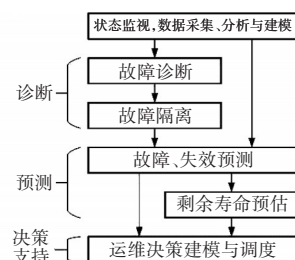 状态监视,数据采集、分析与建模
故障诊断
诊断
故障隔离
故障、失效预测
预测
剩余寿命预估
决策
支持
运维决策建模与调度